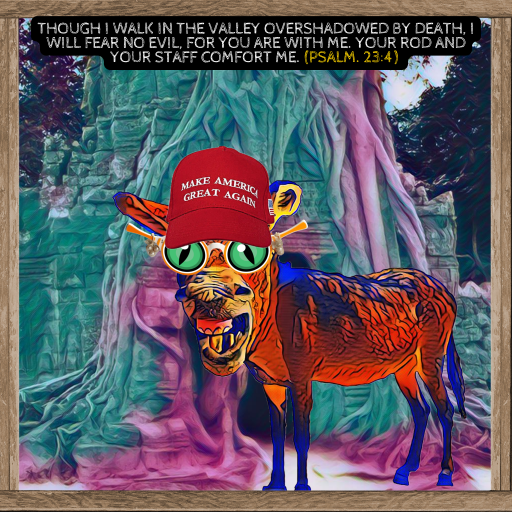 THOUGH I WALK IN THE VALLEY OVERSHADOWED BY DEATH, I
WILL FEAR NO EVIL, FOR YOU ARE WITH ME. YOUR ROD AND
YOUR STAFF COMFORT ME. (PSALM. 23:4)
MAKE AMERICA
GREAT AGAIN